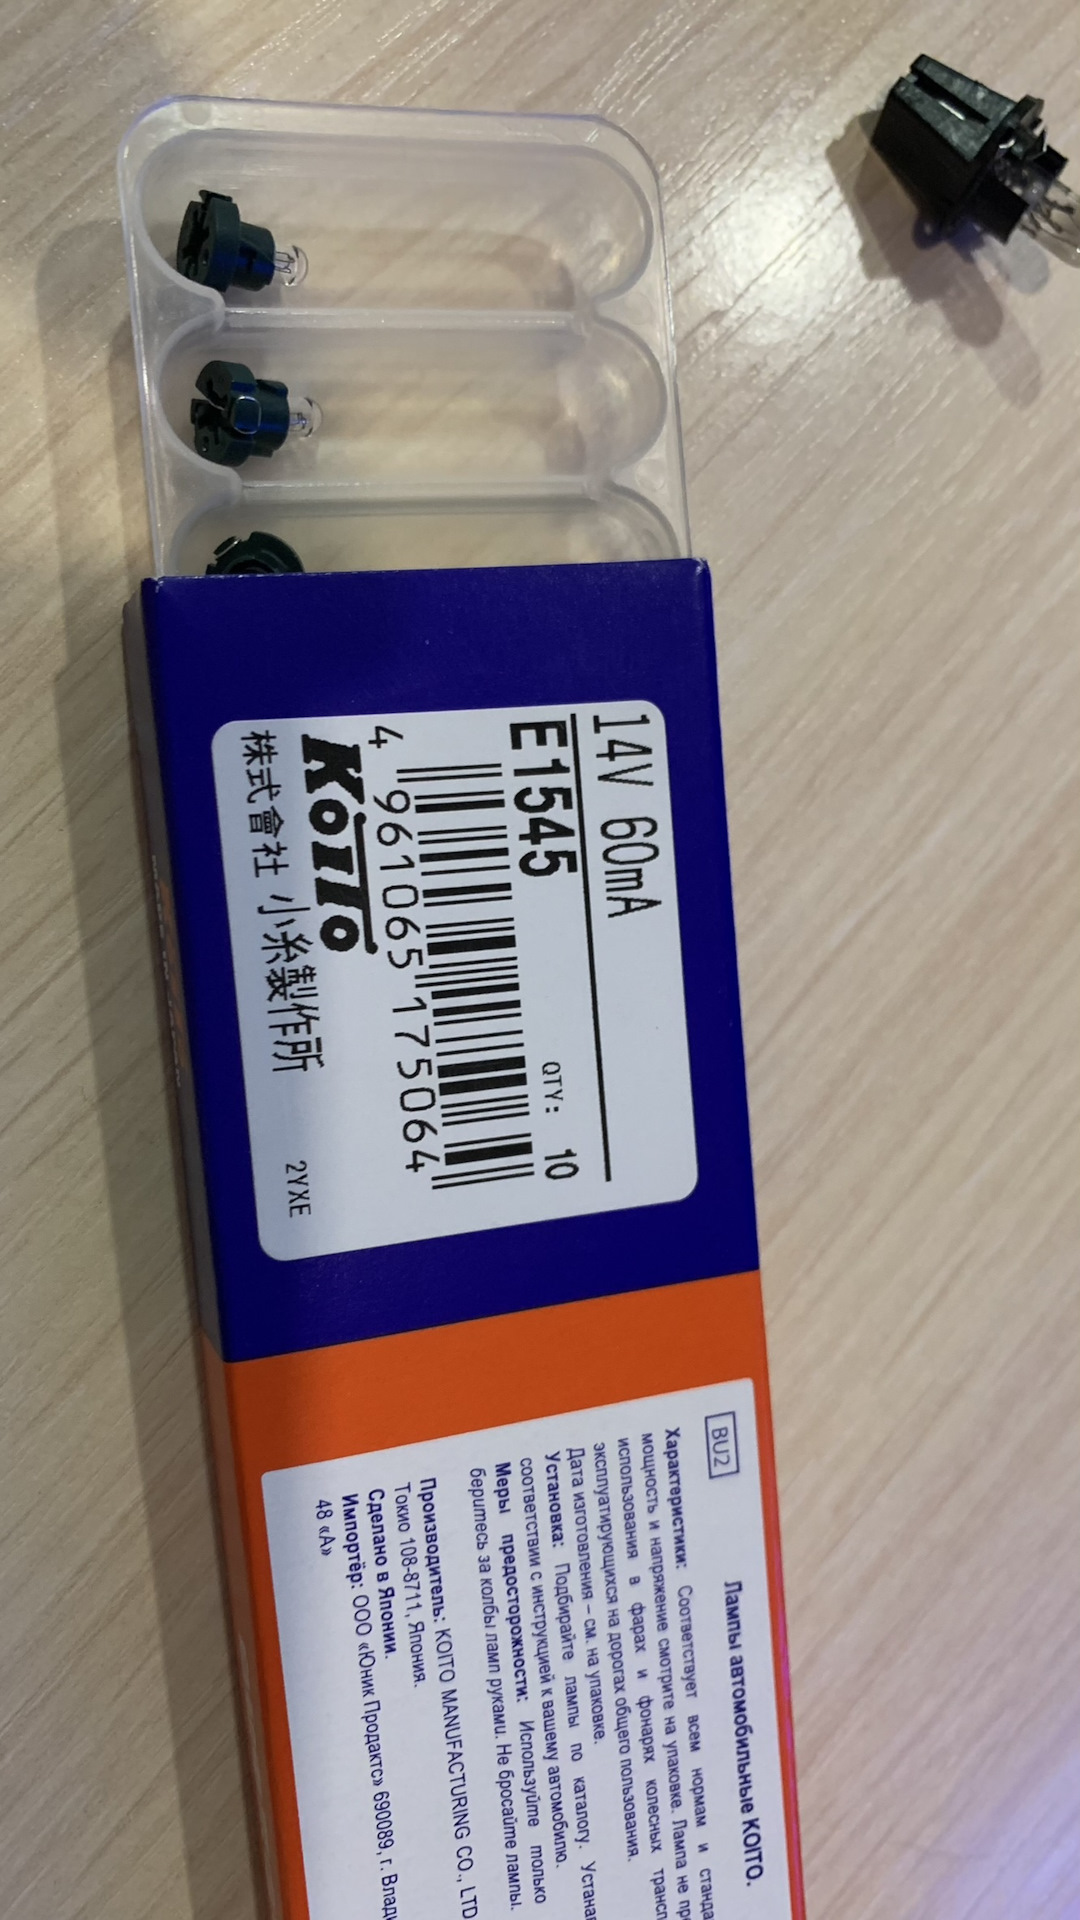 14V 60mA
E1545
QTY: 10
4 961065 175064
KOITO
株式會社 小糸製作所
2YXE
BU2
Лампы автомобильные KOITO.
Характеристики: Соответствует всем нормам и
мощность и напряжение смотрите на упаковке. Лампа не
использования в фарах и фонарях колесных
эксплуатирующихся на дорогах общего пользования.
Дата изготовления – см. на упаковке.
Установка: Подбирайте лампы по каталогу.
соответствии с инструкцией к вашему автомобилю.
Меры предосторожности: Используйте только
беритесь за колбы ламп руками. Не бросайте лампы.
Производитель: KOITO MANUFACTURING CO., LTD
Токио 108-8711, Япония.
Сделано в Японии.
Импортёр: ООО «Юник Продактс» 690089, г.
48 «А»